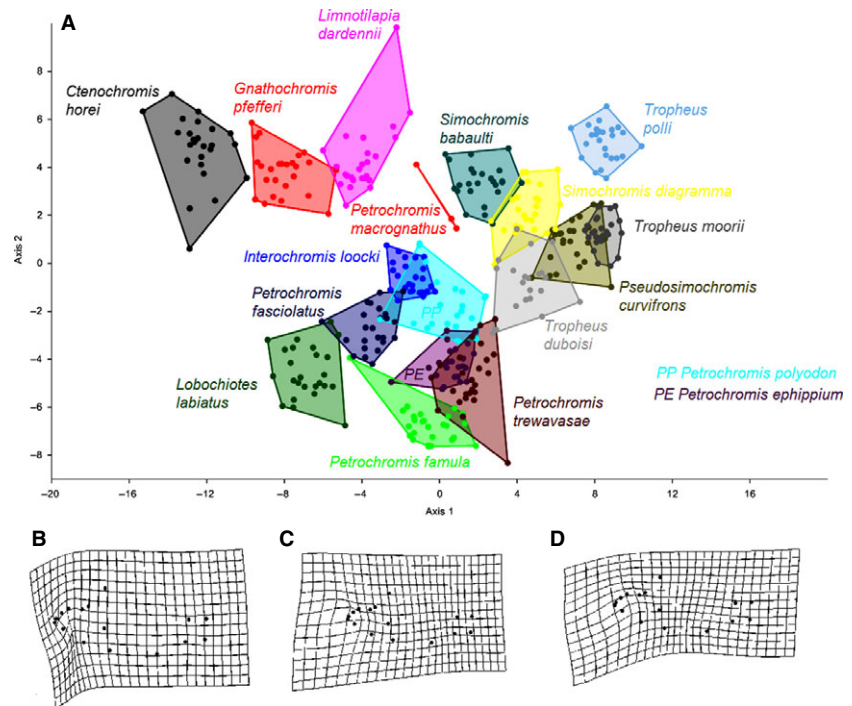 A
Limnotilapia
dardennii
Ctenochromis
horei
Gnathochromis
pfefferi
Simochromis
babaulti
Tropheus
polli
Petrochromis
macrognathus
Simochromis diagramma
Tropheus moorii
Interochromis loocki
Pseudosimochromis
curvifrons
Petrochromis
fasciolatus
PP
Tropheus
duboisi
PE
PP Petrochromis polyodon
PE Petrochromis ephippium
Lobochiotes
labiatus
Petrochromis
trewavasae
Petrochromis famula
Axis 2
8
6
4
2
0
−2
−4
−6
−8
−20
−16
−12
−8
−4
0
4
8
12
16
Axis 1
B
C
D